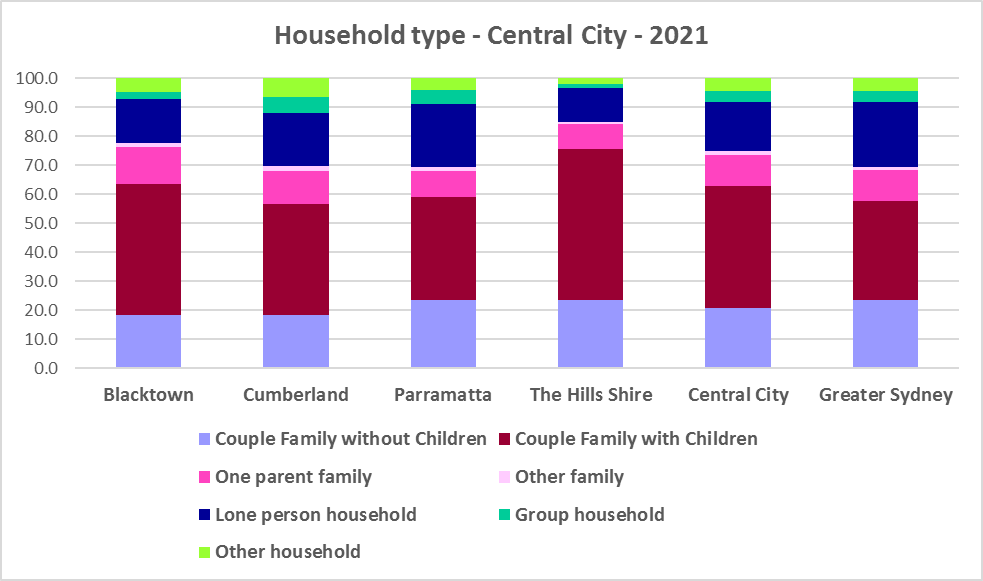 Household type - Central City - 2021
100.0
90.0
80.0
70.0
60.0
50.0
40.0
30.0
20.0
10.0
0.0
Blacktown Cumberland Parramatta The Hills Shire Central City Greater Sydney
Couple Family without Children Couple Family with Children
One parent family Other family
Lone person household Group household
Other household